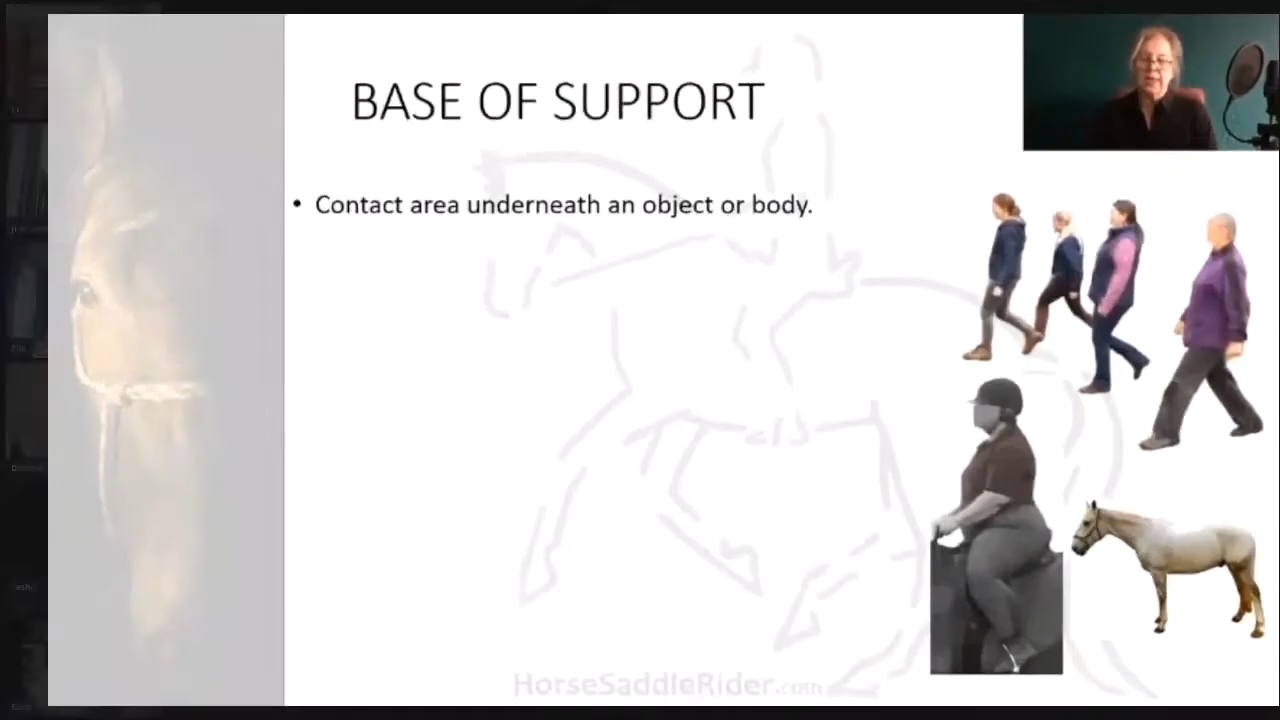 BASE OF SUPPORT
• Contact area underneath an object or body.
HorseSaddleRider.com